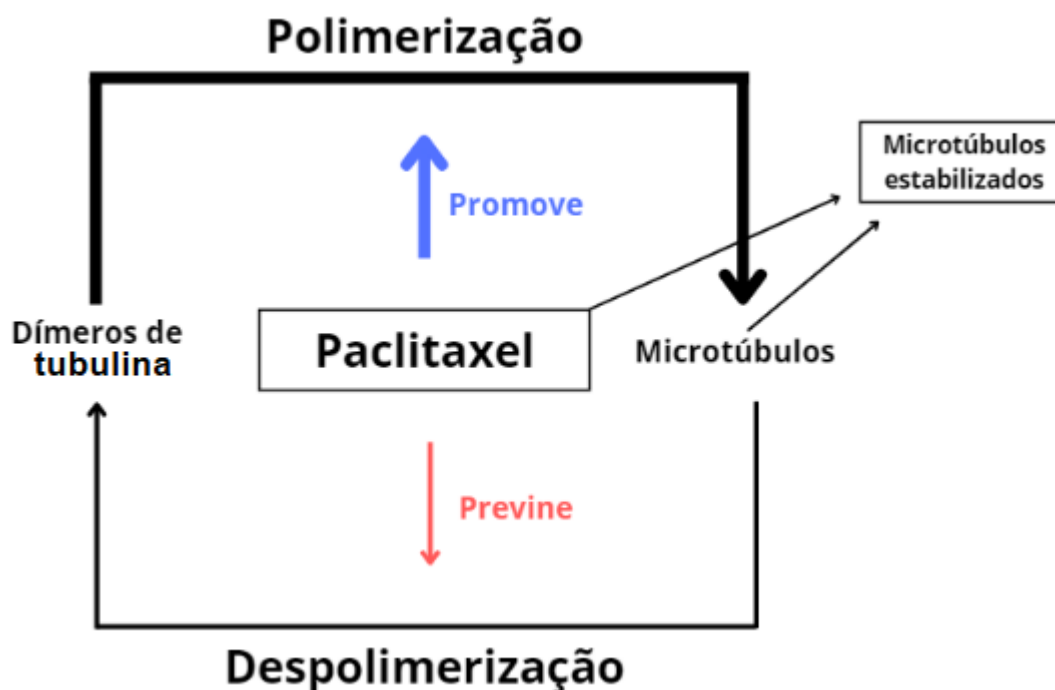 Polimerização
Microtúbulos
estabilizados
Promove
Dímeros de
tubulina
Paclitaxel
Microtúbulos
Previne
Despolimerização